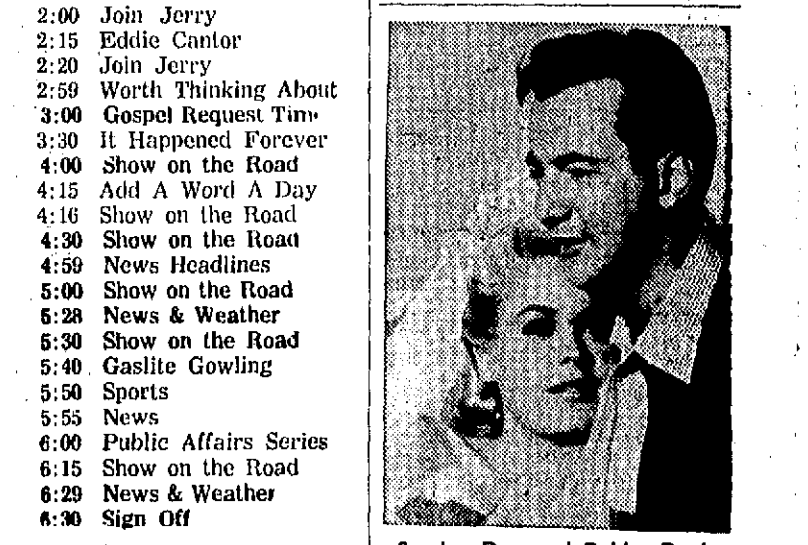 2:00 Join Jerry
2:15 Eddie Cantor
2:20 Join Jerry
2:59 Worth Thinking About
3:00 Gospel Request
3:30 It Happened Forever
4:00 Show on the Road
4:15 Add A Word A Day
4:16 Show on the Road
4:30 Show on the Road
4:59 News Headlines
5:00 Show on the Road
5:28 News & Weather
5:30 Show on the Road
5:40 Gaslite Gowling
5:50 Sports
5:55 News
6:00 Public Affairs Series
6:15 Show on the Road
6:29 News & Weather
6:30 Sign Off